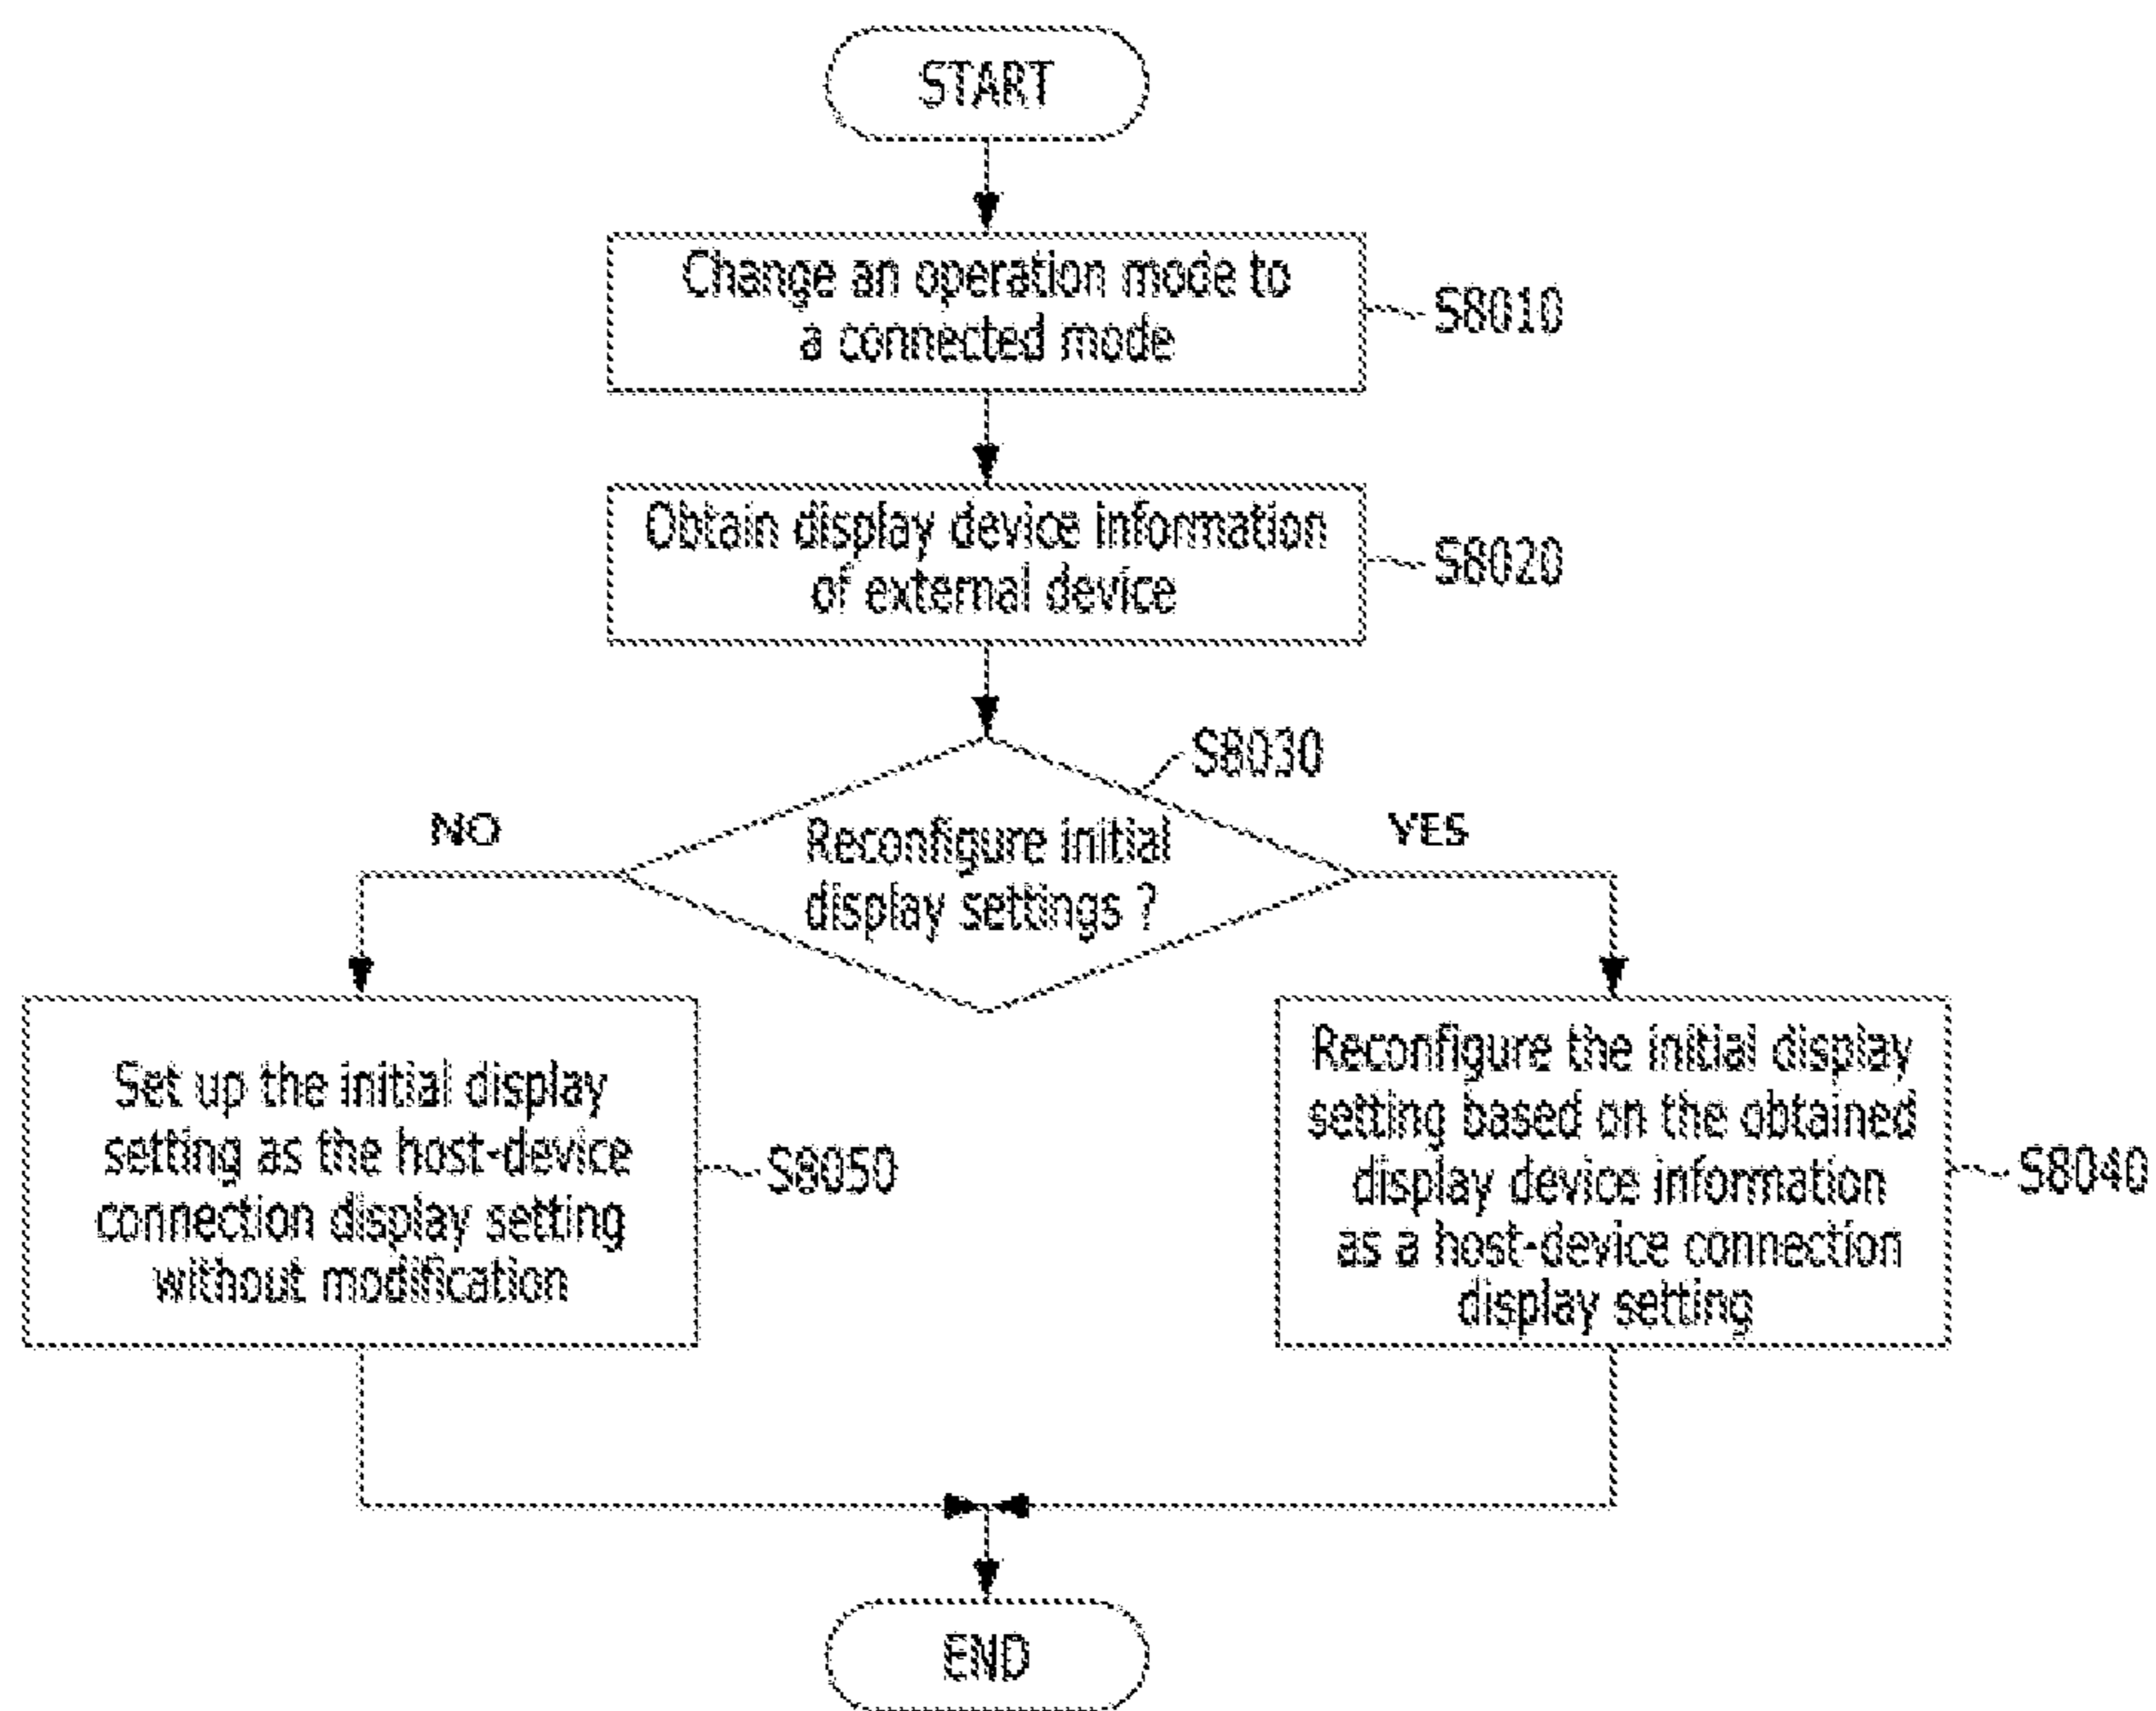 START
Change an operation mode to
a connected mode
S8010
Obtain display device information
of external device
S8020
S8030
NO
YES
Reconfigure initial
display settings ?
Set up the initial display
setting as the host-device
connection display setting
without modification
S8050
Reconfigure the initial display
setting based on the obtained
display device information
as a host-device connection
display setting
S8040
END